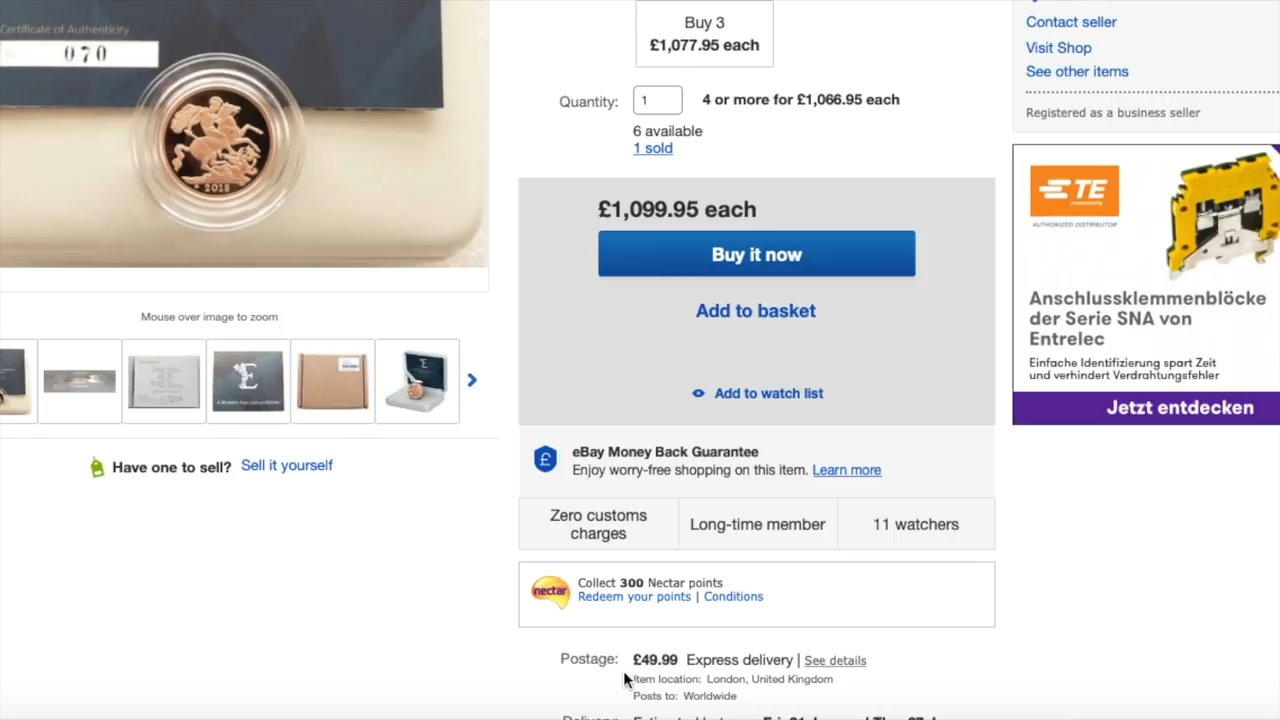 Certificate of Authenticity
070
2018
Mouse over image to zoom
E
Have one to sell? Sell it yourself
Buy 3
£1,077.95 each
Quantity: 1 4 or more for £1,066.95 each
6 available
1 sold
£1,099.95 each
Buy it now
Add to basket
Add to watch list
£
eBay Money Back Guarantee
Enjoy worry-free shopping on this item. Learn more
Zero customs
charges
Long-time member
11 watchers
nectar
Collect 300 Nectar points
Redeem your points | Conditions
Postage: £49.99 Express delivery | See details
Item location: London, United Kingdom
Posts to: Worldwide
Contact seller
Visit Shop
See other items
Registered as a business seller
TE
connectivity
AUTHORIZED DISTRIBUTOR
Anschlussklemmenblöcke
der Serie SNA von
Entrelec
Einfache Identifizierung spart Zeit
und verhindert Verdrahtungsfehler
Jetzt entdecken